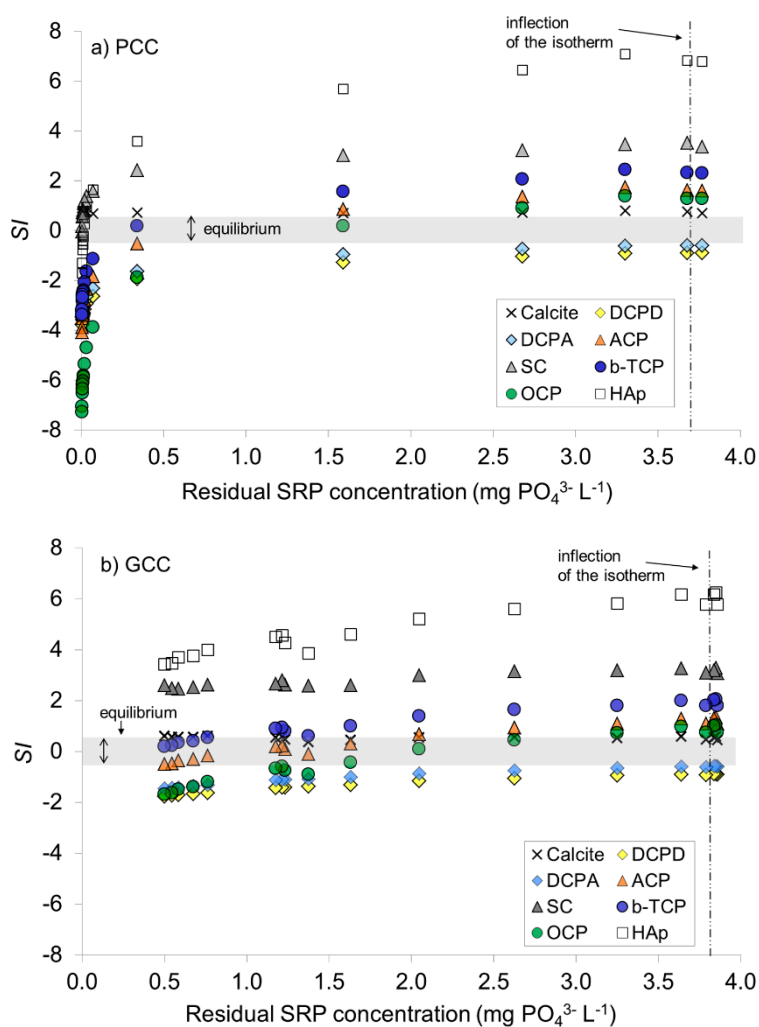 a) PCC
inflection
of the isotherm
8
6
4
2
0
-2
-4
-6
-8
SI
equilibrium
Calcite DCPD
DCPA ACP
SC b-TCP
OCP HAp
0.0 0.5 1.0 1.5 2.0 2.5 3.0 3.5 4.0
Residual SRP concentration (mg PO₄³⁻ L⁻¹)
b) GCC
inflection
of the isotherm
8
6
4
2
0
-2
-4
-6
-8
SI
equilibrium
Calcite DCPD
DCPA ACP
SC b-TCP
OCP HAp
0.0 0.5 1.0 1.5 2.0 2.5 3.0 3.5 4.0
Residual SRP concentration (mg PO₄³⁻ L⁻¹)